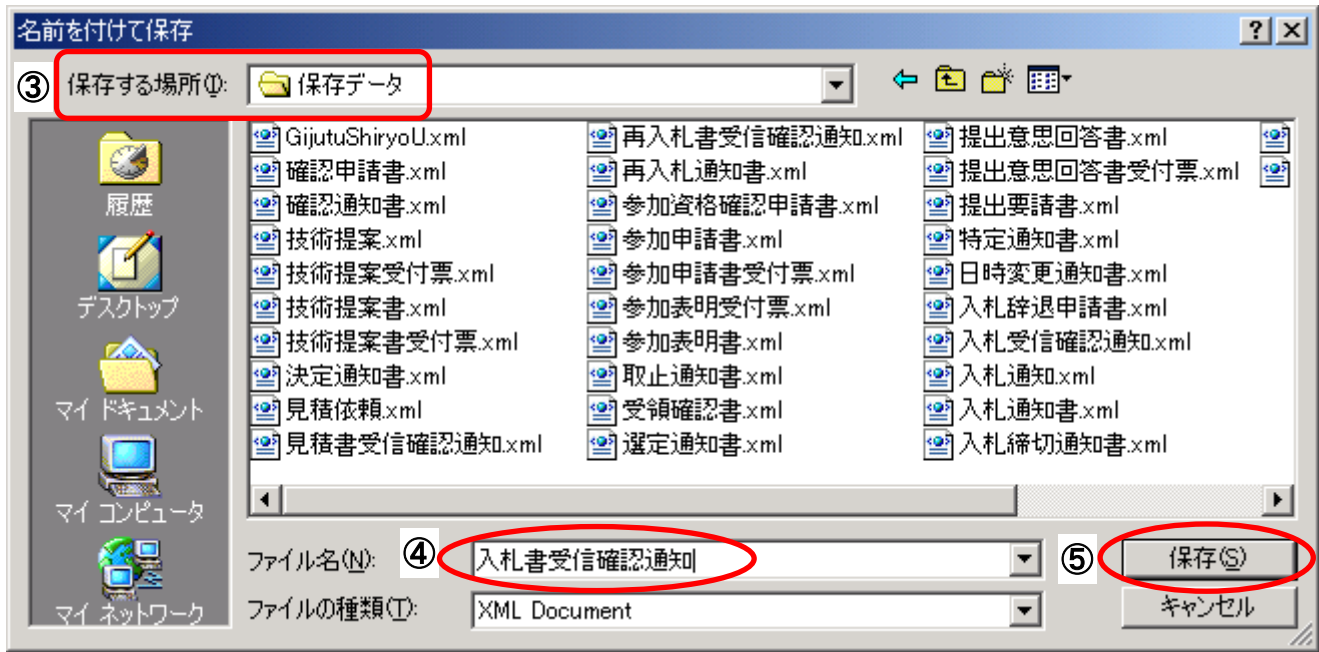 名前を付けて保存
③ 保存する場所(I): 保存データ
履歴
デスクトップ
マイ ドキュメント
マイ コンピュータ
マイ ネットワーク
GijutuShiryoU.xml
確認申請書.xml
確認通知書.xml
技術提案.xml
技術提案受付票.xml
技術提案書.xml
技術提案書受付票.xml
決定通知書.xml
見積依頼.xml
見積書受信確認通知.xml
再入札書受信確認通知.xml
再入札通知書.xml
参加資格確認申請書.xml
参加申請書.xml
参加申請書受付票.xml
参加表明受付票.xml
参加表明書.xml
取止通知書.xml
受領確認書.xml
選定通知書.xml
提出意思回答書.xml
提出意思回答書受付票.xml
提出要請書.xml
特定通知書.xml
日時変更通知書.xml
入札辞退申請書.xml
入札受信確認通知.xml
入札通知.xml
入札通知書.xml
入札締切通知書.xml
ファイル名(N): ④ 入札書受信確認通知 ⑤ 保存(S)
ファイルの種類(T): XML Document キャンセル